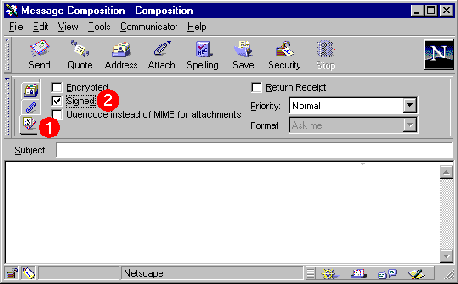 Message Composition - Composition
File Edit View Tools Communicator Help
Send Quote Address Attach Spelling Save Security Stop
N
Encrypted Return Receipt
Signed 2 Priority: Normal
1 Uuencode instead of MIME for attachments Format: Ask me
Subject:
Netscape